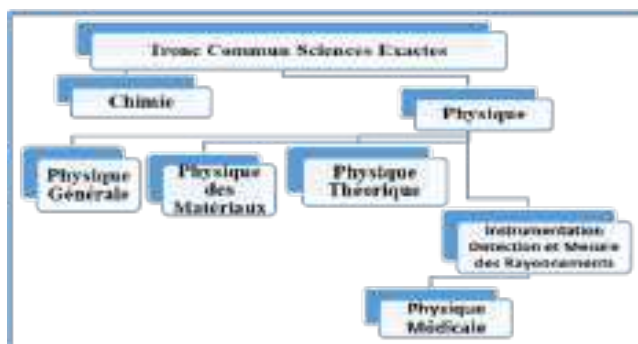 Tronc Commun Sciences Exactes
Chimie
Physique
Physique
Générale
Physique
des
Matériaux
Physique
Théorique
Instrumentation
Détection et Mesure
des Rayonnements
Physique
Médicale